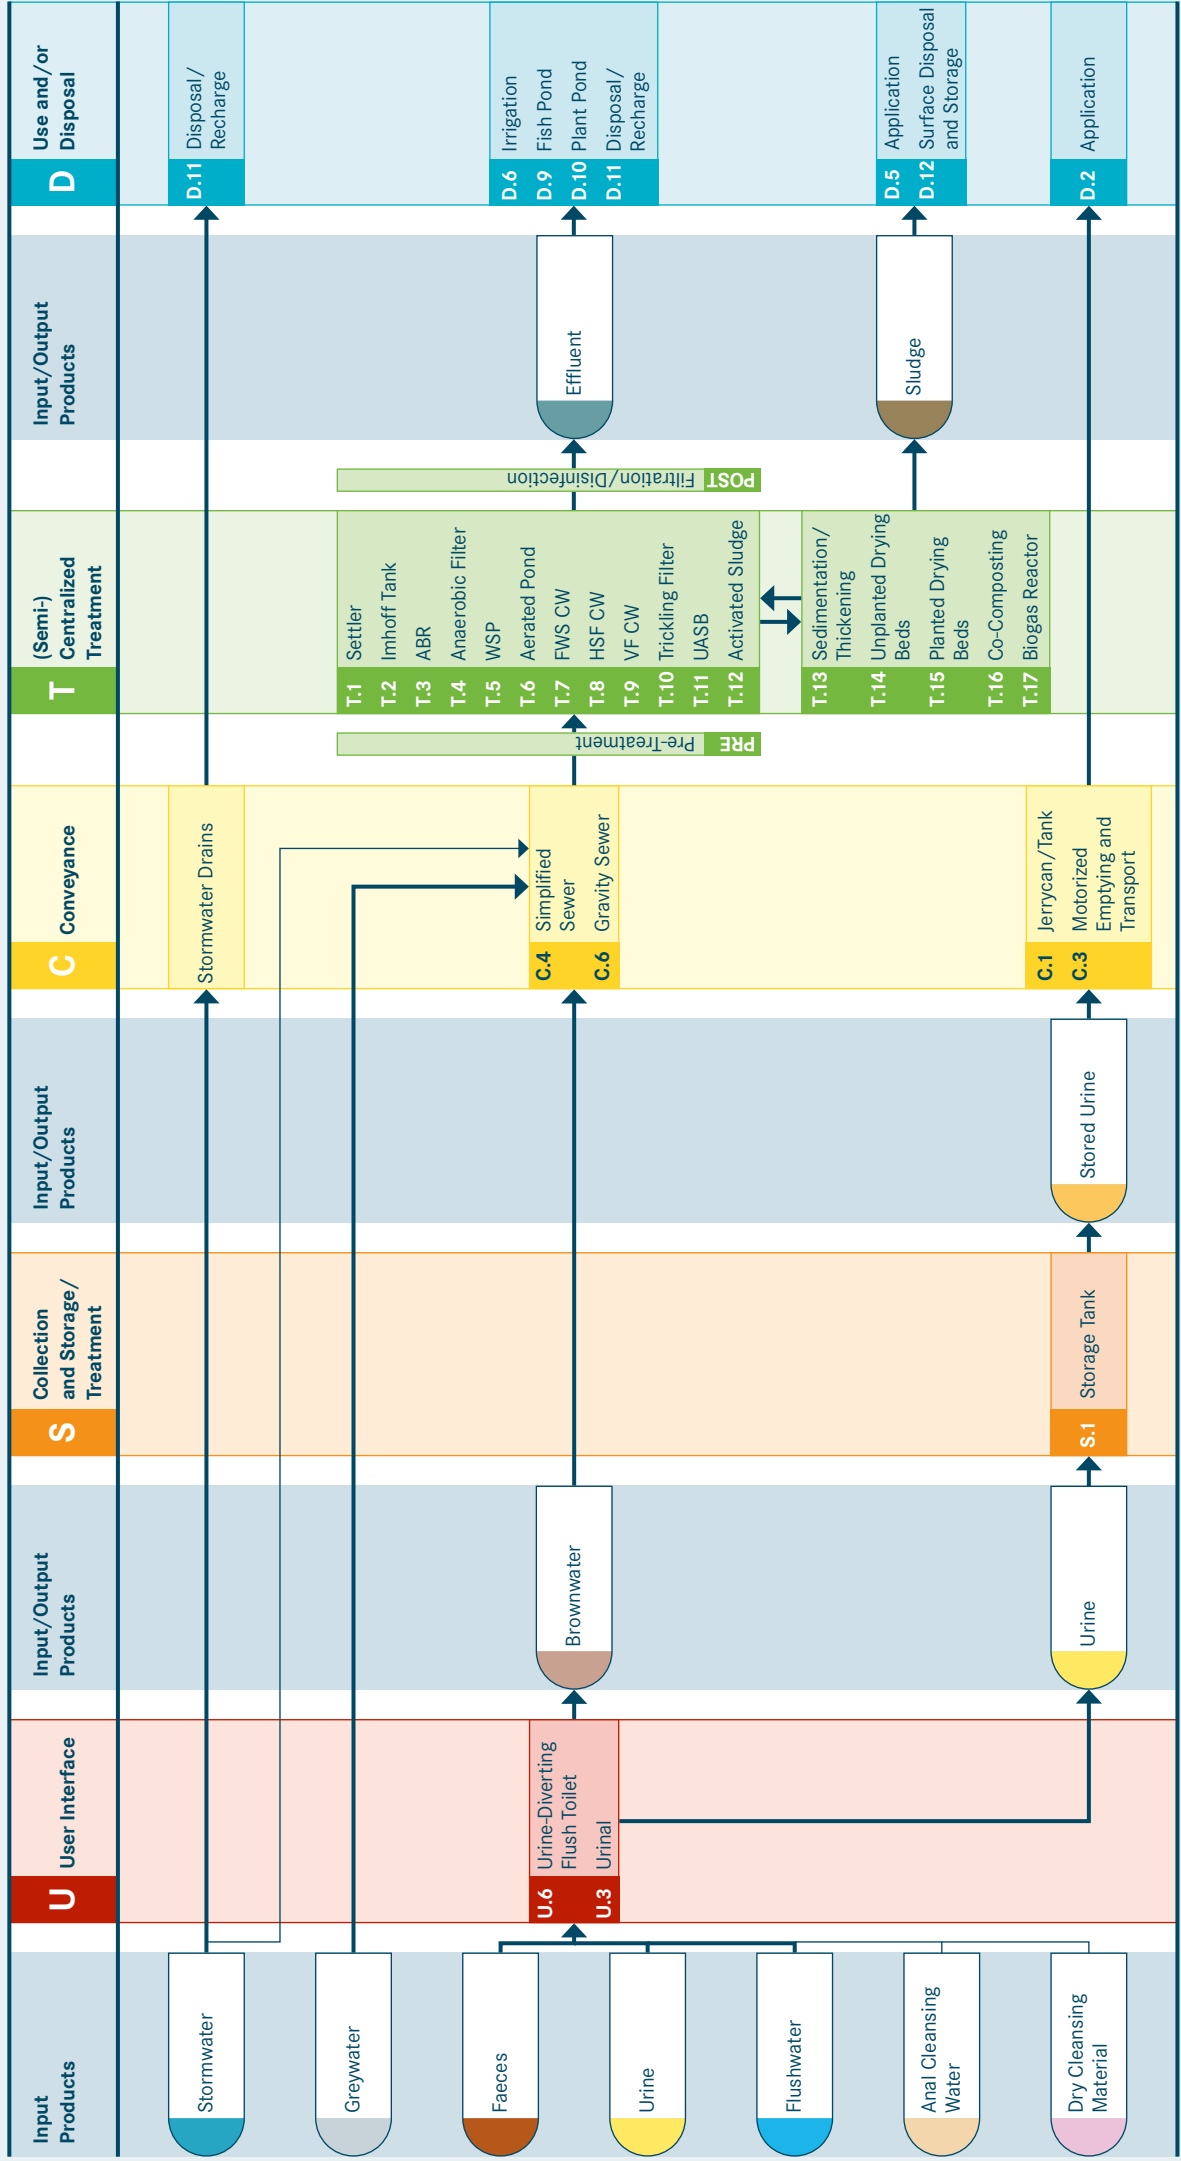 Input
Products
U
User Interface
Input/Output
Products
S
Collection
and Storage/
Treatment
Input/Output
Products
C
Conveyance
T
(Semi-)
Centralized
Treatment
Input/Output
Products
D
Use and/or
Disposal
Stormwater
Stormwater Drains
D.11
Disposal/
Recharge
Greywater
Faeces
Urine
Flushwater
Anal Cleansing
Water
Dry Cleansing
Material
U.6
Urine-Diverting
Flush Toilet
U.3
Urinal
Brownwater
Urine
S.1
Storage Tank
Stored Urine
C.4
Simplified
Sewer
C.6
Gravity Sewer
C.1
Jerrycan/Tank
C.3
Motorized
Emptying and
Transport
PRE
Pre-Treatment
T.1
Settler
T.2
Imhoff Tank
T.3
ABR
T.4
Anaerobic Filter
T.5
WSP
T.6
Aerated Pond
T.7
FWS CW
T.8
HSF CW
T.9
VF CW
T.10
Trickling Filter
T.11
UASB
T.12
Activated Sludge
T.13
Sedimentation/
Thickening
T.14
Unplanted Drying
Beds
T.15
Planted Drying
Beds
T.16
Co-Composting
T.17
Biogas Reactor
POST
Filtration/Disinfection
Effluent
Sludge
D.6
Irrigation
D.9
Fish Pond
D.10
Plant Pond
D.11
Disposal/
Recharge
D.5
Application
D.12
Surface Disposal
and Storage
D.2
Application